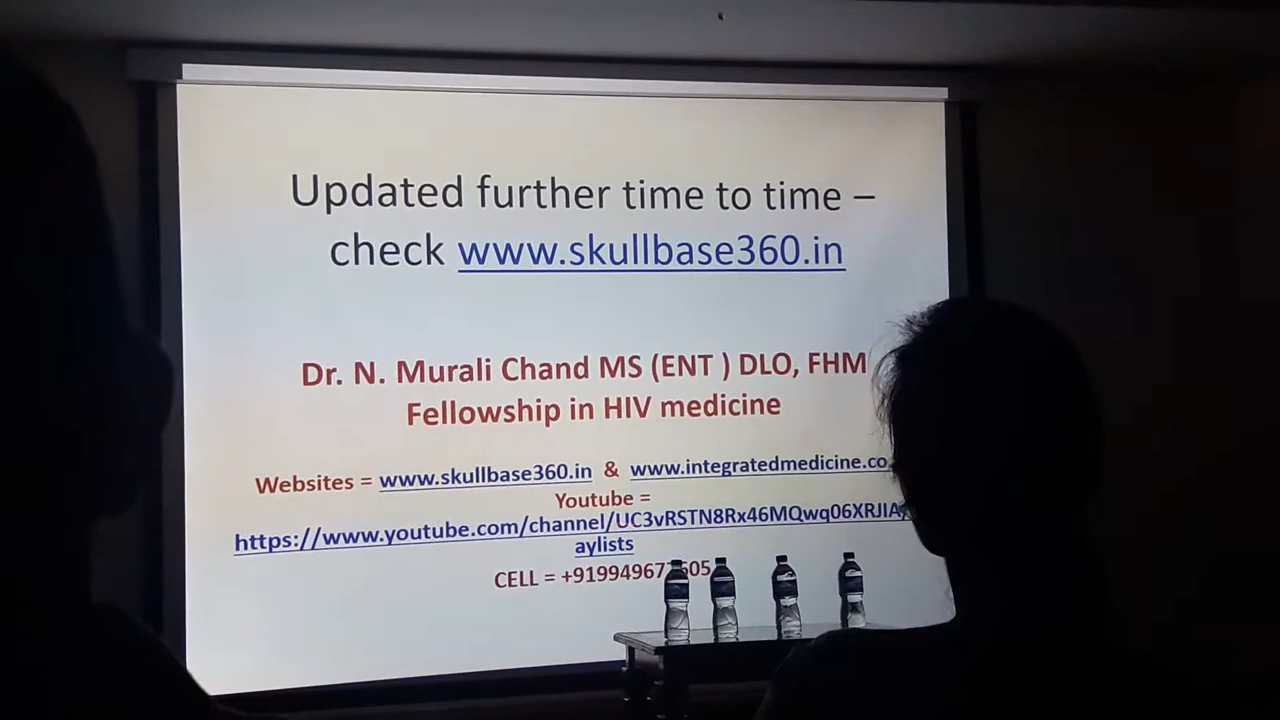 Updated further time to time –
check www.skullbase360.in
Dr. N. Murali Chand MS (ENT ) DLO, FHM
Fellowship in HIV medicine
Websites = www.skullbase360.in & www.integratedmedicine.co
Youtube =
https://www.youtube.com/channel/UC3vRSTN8Rx46MQwq06XRJIA
aylists
CELL =